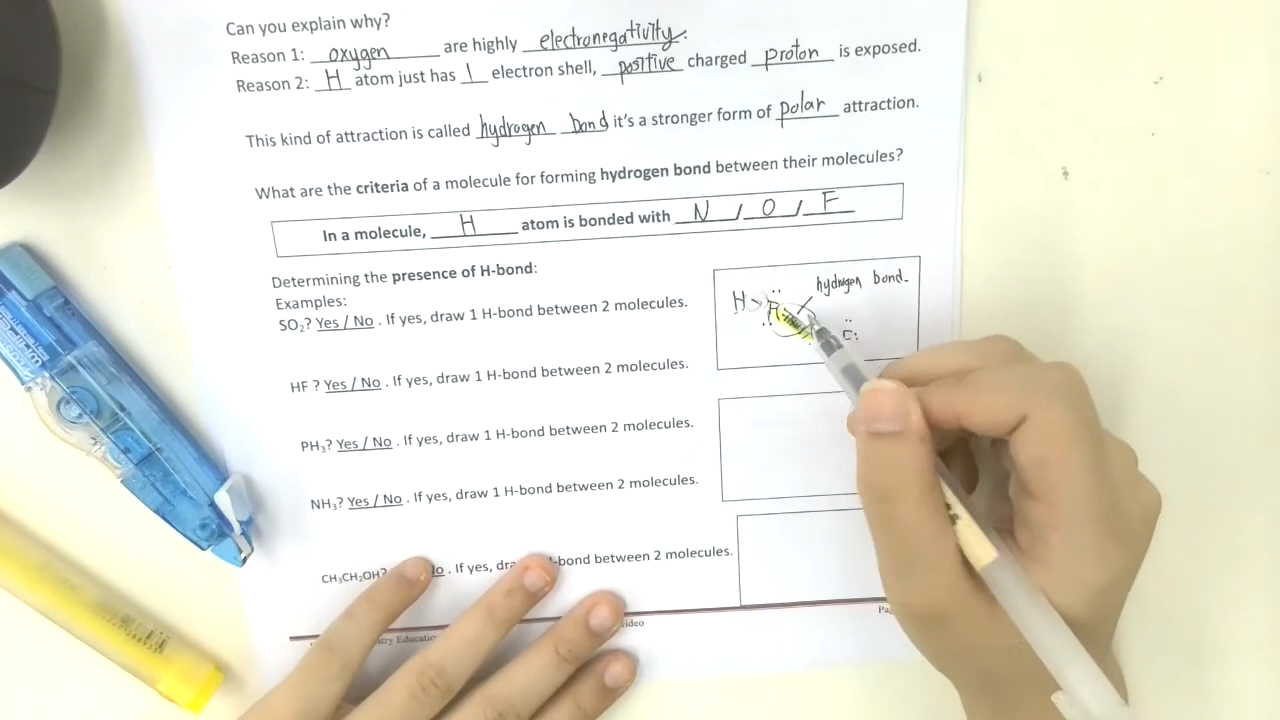 Can you explain why?
Reason 1: oxygen are highly electronegativity.
Reason 2: H atom just has 1 electron shell, positive charged proton is exposed.
This kind of attraction is called hydrogen bond it's a stronger form of polar attraction.
What are the criteria of a molecule for forming hydrogen bond between their molecules?
In a molecule, H atom is bonded with N / O / F
Determining the presence of H-bond:
Examples:
SO₂? Yes / No . If yes, draw 1 H-bond between 2 molecules.
hydrogen bond.
H
HF ? Yes / No . If yes, draw 1 H-bond between 2 molecules.
PH₃? Yes / No . If yes, draw 1 H-bond between 2 molecules.
NH₃? Yes / No . If yes, draw 1 H-bond between 2 molecules.
CH₃CH₂OH? . If yes, bond between 2 molecules.